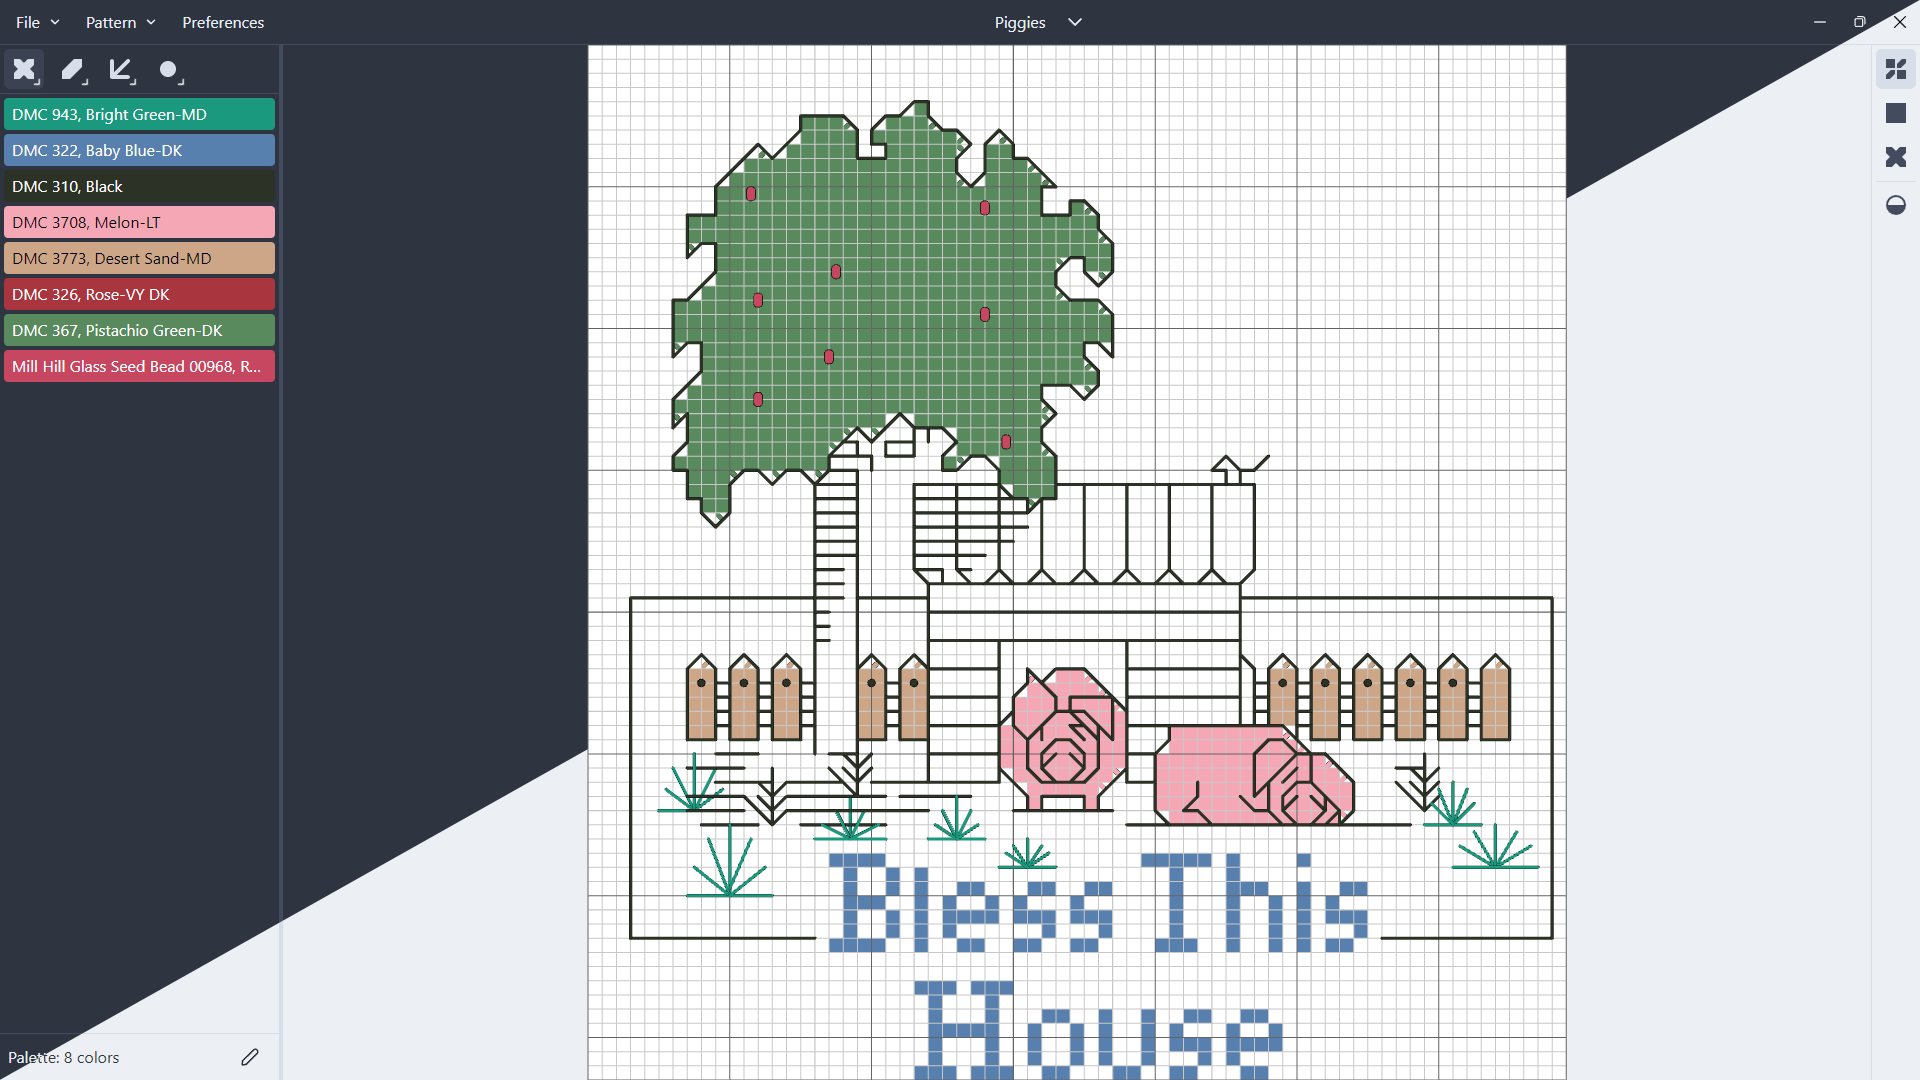 File Pattern Preferences Piggies
DMC 943, Bright Green-MD
DMC 322, Baby Blue-DK
DMC 310, Black
DMC 3708, Melon-LT
DMC 3773, Desert Sand-MD
DMC 326, Rose-VY DK
DMC 367, Pistachio Green-DK
Mill Hill Glass Seed Bead 00968, R...
Bless This
House
Palette: 8 colors